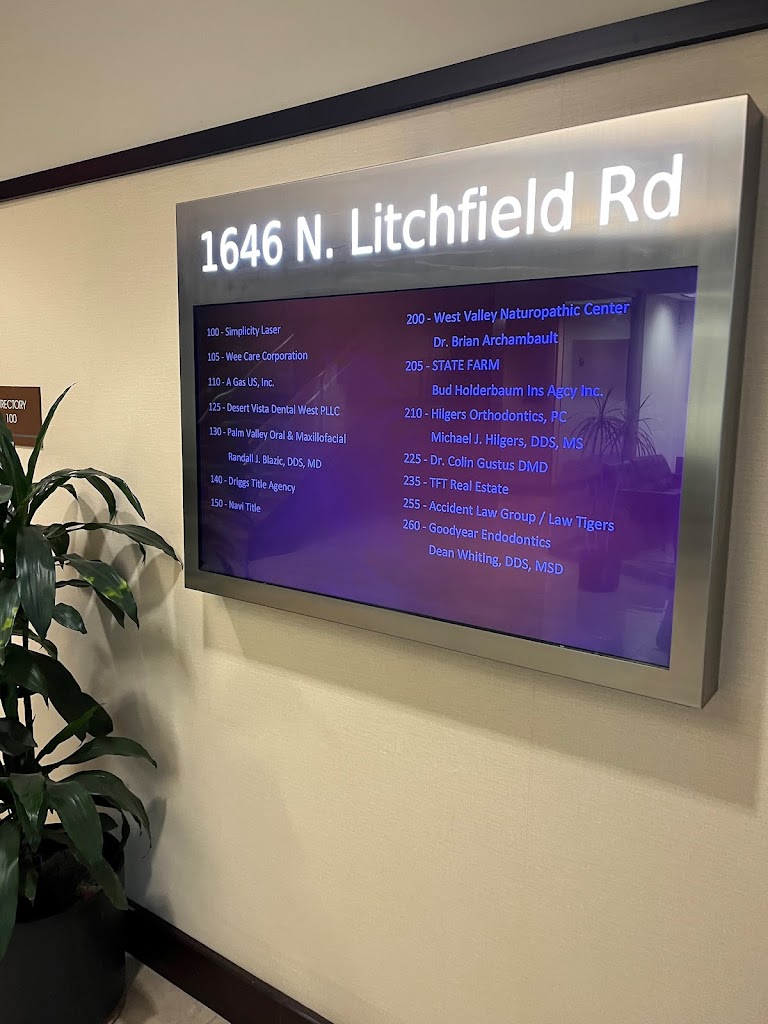 1646 N. Litchfield Rd
100 - Simplicity Laser
105 - Wee Care Corporation
110 - A Gas US, Inc.
125 - Desert Vista Dental West PLLC
130 - Palm Valley Oral & Maxillofacial
Randall J. Blazic, DDS, MD
140 - Driggs Title Agency
150 - Navi Title
200 - West Valley Naturopathic Center
Dr. Brian Archambault
205 - STATE FARM
Bud Holderbaum Ins Agcy Inc.
210 - Hilgers Orthodontics, PC
Michael J. Hilgers, DDS, MS
225 - Dr. Colin Gustus DMD
235 - TFT Real Estate
255 - Accident Law Group / Law Tigers
260 - Goodyear Endodontics
Dean Whiting, DDS, MSD
RECTORY
100